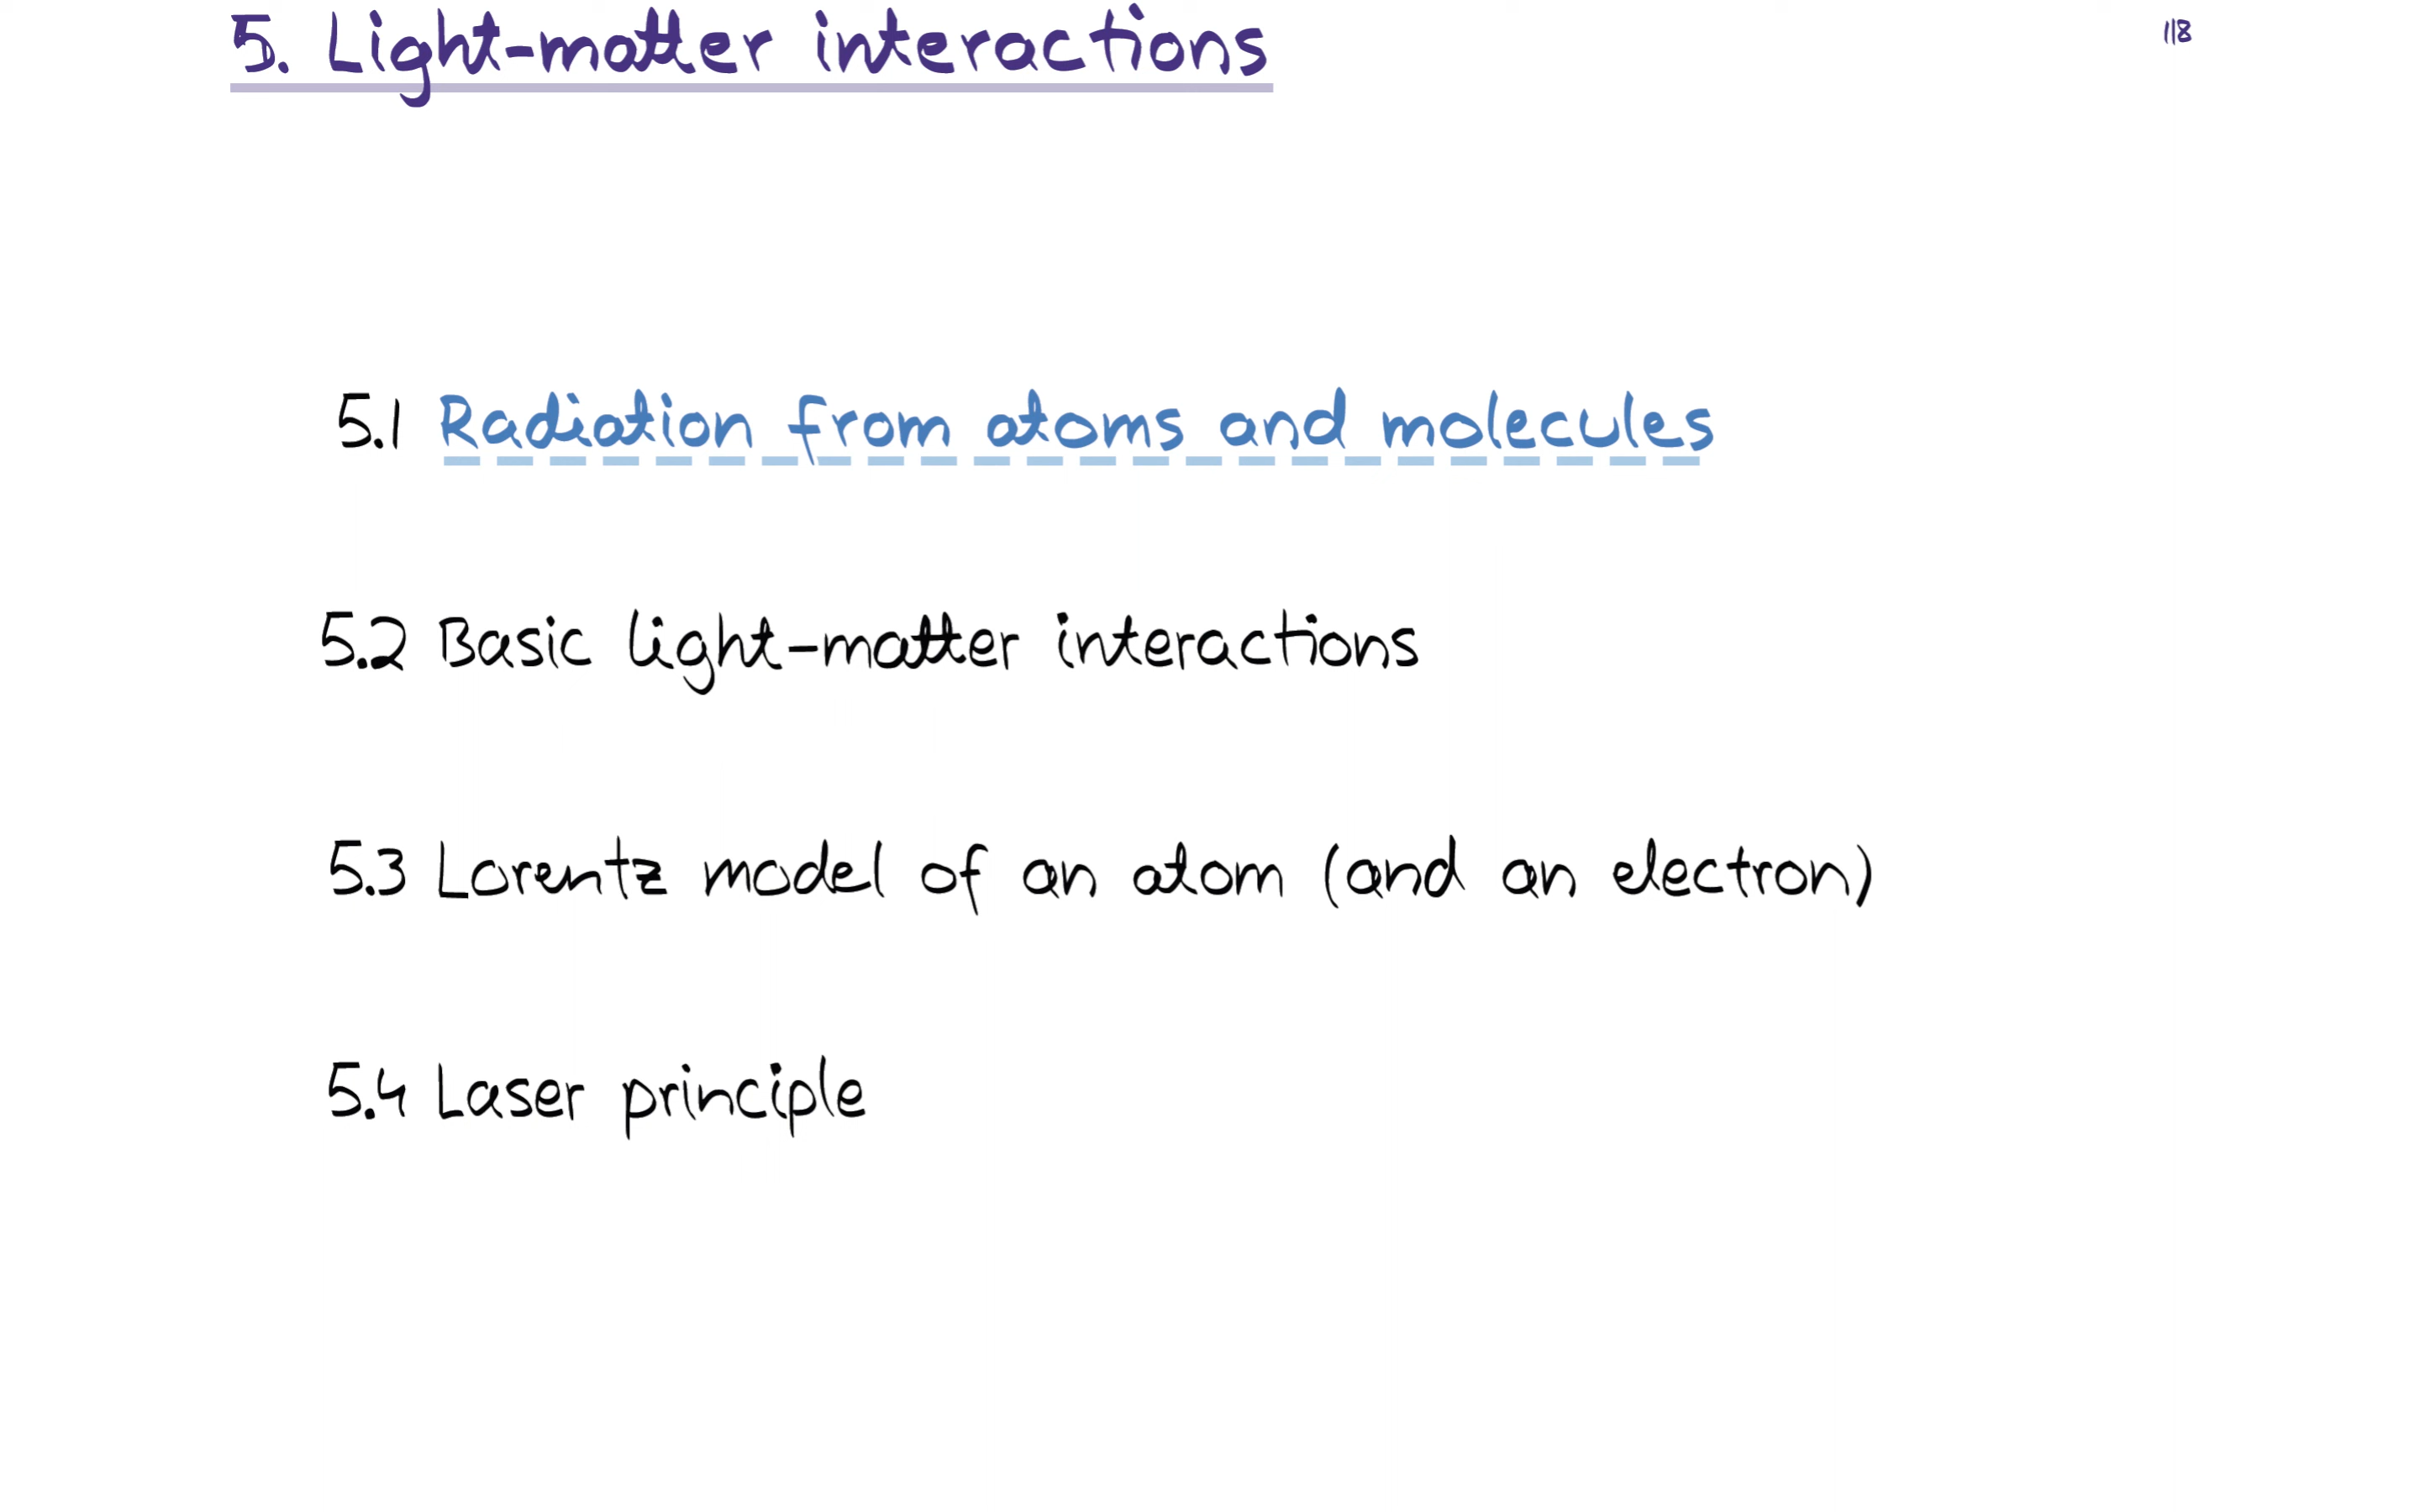 5. Light-matter interactions
118
5.1 Radiation from atoms and molecules
5.2 Basic light-matter interactions
5.3 Lorentz model of an atom (and an electron)
5.4 Laser principle